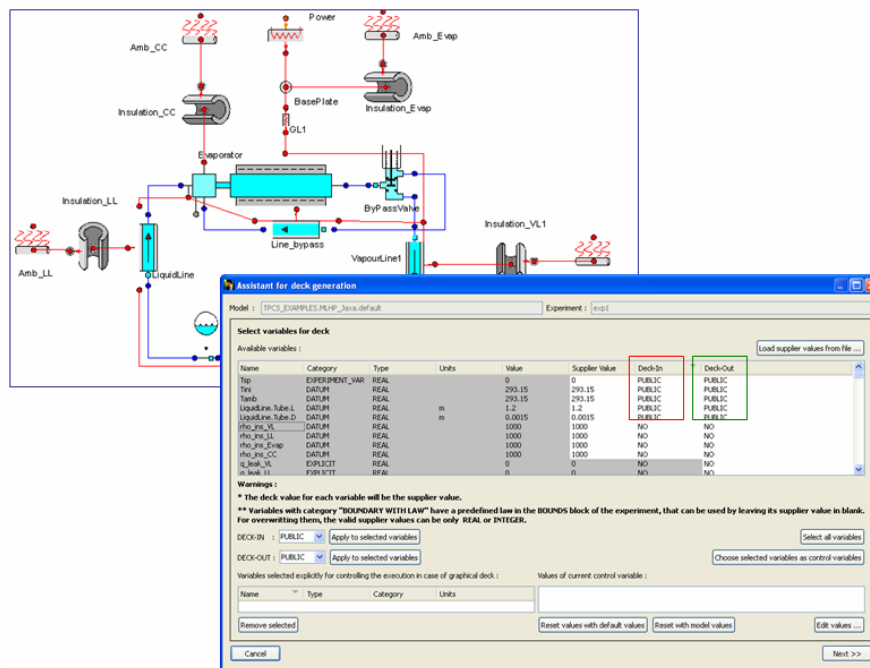 Power
Amb_CC
Amb_Evap
BasePlate
Insulation_CC
Insulation_Evap
GL1
Evaporator
Insulation_LL
ByPassValve
Insulation_VL1
Line_bypass
Amb_LL
LiquidLine
VapourLine1
Assistant for deck generation
Model : TPCS_EXAMPLES.MLHP_Jaxa.default Experiment : exp1
Select variables for deck
Available variables : Load supplier values from file ...
Name Category Type Units Value Supplier Value Deck-In Deck-Out
Tsp EXPERIMENT_VAR REAL 0 0 PUBLIC PUBLIC
Tini DATUM REAL 293.15 293.15 PUBLIC PUBLIC
Tamb DATUM REAL 293.15 293.15 PUBLIC PUBLIC
LiquidLine.Tube.L DATUM REAL m 1.2 1.2 PUBLIC PUBLIC
LiquidLine.Tube.D DATUM REAL m 0.0015 0.0015 PUBLIC PUBLIC
rho_ins_VL DATUM REAL 1000 1000 NO NO
rho_ins_LL DATUM REAL 1000 1000 NO NO
rho_ins_Evap DATUM REAL 1000 1000 NO NO
rho_ins_CC DATUM REAL 1000 1000 NO NO
q_leak_VL EXPLICIT REAL 0 0 NO NO
q_leak_LL EXPLICIT REAL 0 0 NO NO
Warnings :
* The deck value for each variable will be the supplier value.
** Variables with category "BOUNDARY WITH LAW" have a predefined law in the BOUNDS block of the experiment, that can be used by leaving its supplier value in blank.
For overwritting them, the valid supplier values can be only REAL or INTEGER.
DECK-IN : PUBLIC Apply to selected variables Select all variables
DECK-OUT : PUBLIC Apply to selected variables Choose selected variables as control variables
Variables selected explicitly for controlling the execution in case of graphical deck : Values of current control variable :
Name Type Category Units
Remove selected Reset values with default values Reset with model values Edit values ...
Cancel Next >>